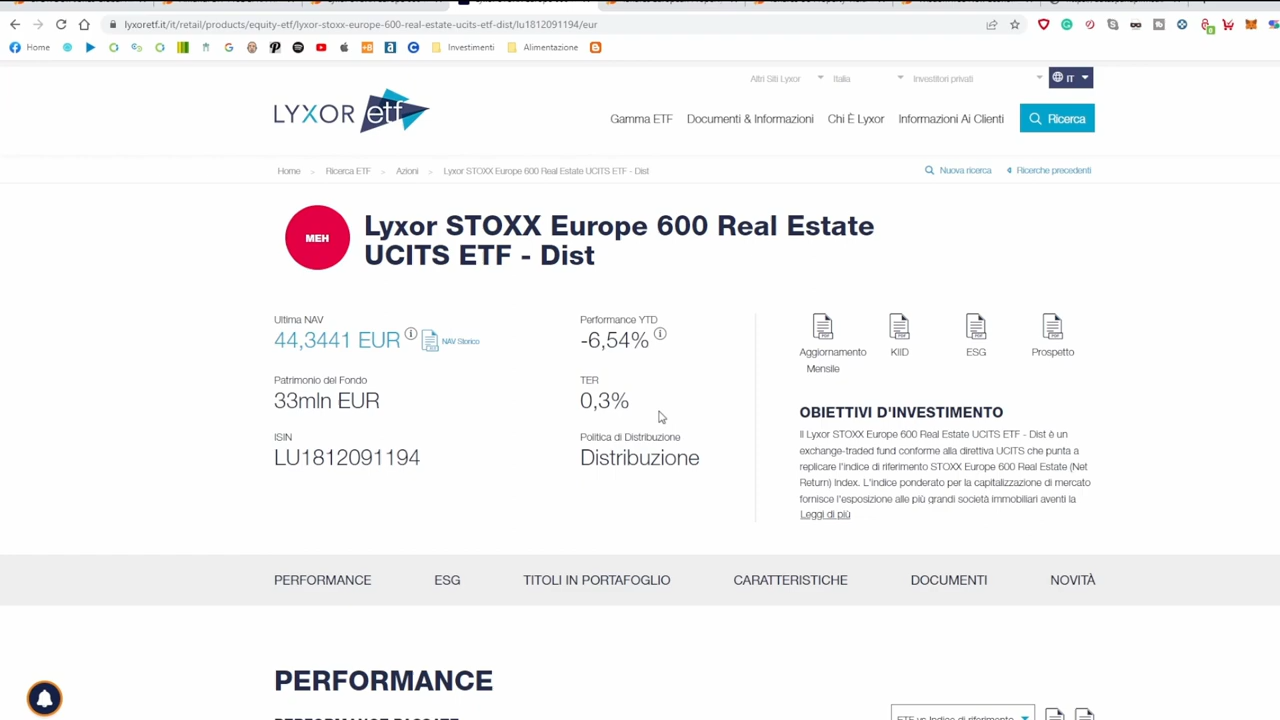 lyxoretf.it/it/retail/products/equity-etf/lyxor-stoxx-europe-600-real-estate-ucits-etf-dist/lu1812091194/eur
Home
Investimenti
Alimentazione
Altri Siti Lyxor
Italia
Investitori privati
IT
LYXOR etf
Gamma ETF
Documenti & Informazioni
Chi È Lyxor
Informazioni Ai Clienti
Ricerca
Home > Ricerca ETF > Azioni > Lyxor STOXX Europe 600 Real Estate UCITS ETF - Dist
Nuova ricerca
Ricerche precedenti
MEH
Lyxor STOXX Europe 600 Real Estate
UCITS ETF - Dist
Ultima NAV
44,3441 EUR
NAV Storico
Performance YTD
-6,54%
Patrimonio del Fondo
33mln EUR
TER
0,3%
ISIN
LU1812091194
Politica di Distribuzione
Distribuzione
Aggiornamento
Mensile
KIID
ESG
Prospetto
OBIETTIVI D'INVESTIMENTO
Il Lyxor STOXX Europe 600 Real Estate UCITS ETF - Dist è un
exchange-traded fund conforme alla direttiva UCITS che punta a
replicare l'indice di riferimento STOXX Europe 600 Real Estate (Net
Return) Index. L'indice ponderato per la capitalizzazione di mercato
fornisce l'esposizione alle più grandi società immobiliari aventi la
Leggi di più
PERFORMANCE
ESG
TITOLI IN PORTAFOGLIO
CARATTERISTICHE
DOCUMENTI
NOVITÀ
PERFORMANCE
PERFORMANCE PASSATE
ETF vs Indice di riferimento